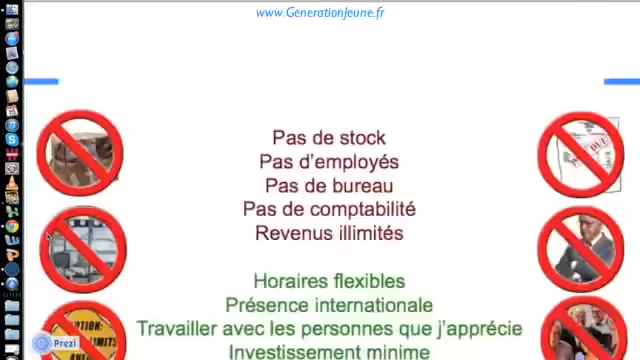 www.GenerationJeune.fr
Pas de stock
Pas d'employés
Pas de bureau
Pas de comptabilité
Revenus illimités
Horaires flexibles
Présence internationale
Travailler avec les personnes que j'apprécie
Investissement minime
LIMITS
Prezi